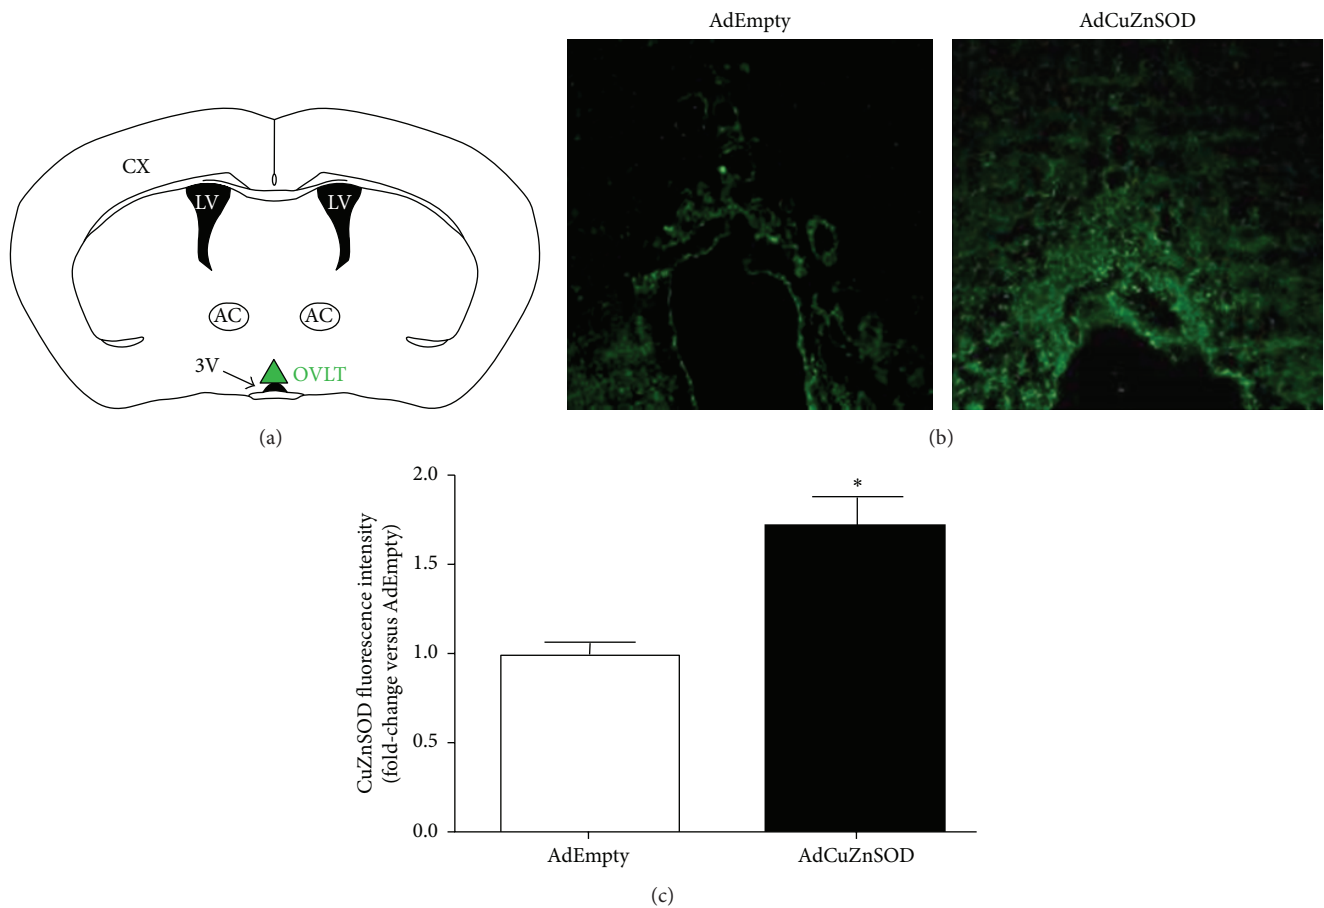 AdEmpty
AdCuZnSOD
CX
LV
LV
AC
AC
3V
OVLT
(a)
(b)
CuZnSOD fluorescence intensity
(fold-change versus AdEmpty)
2.0
1.5
1.0
0.5
0.0
*
AdEmpty
AdCuZnSOD
(c)